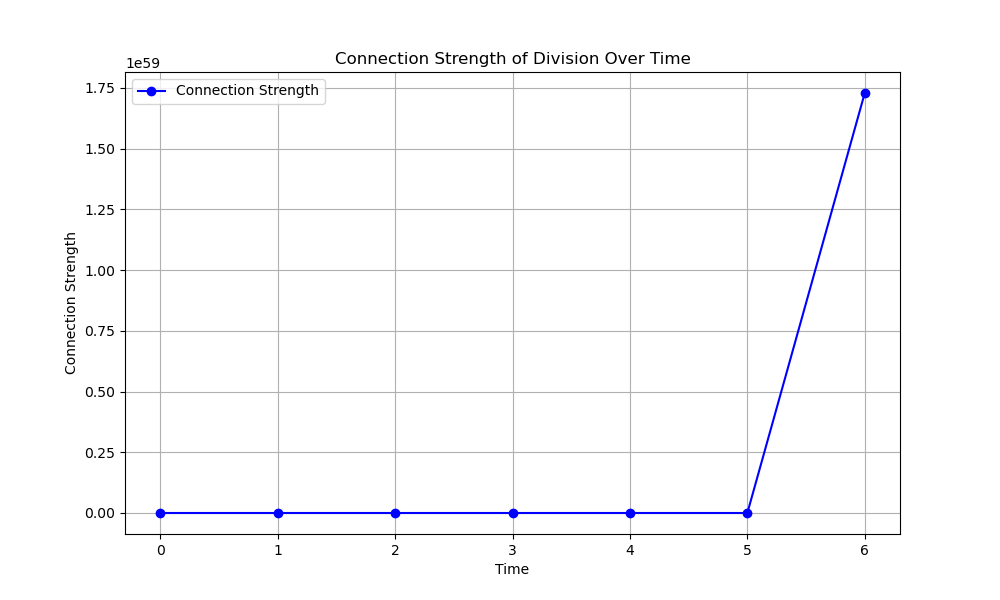 Connection Strength of Division Over Time
1e59
Connection Strength
1.75
1.50
1.25
1.00
0.75
0.50
0.25
0.00
Connection Strength
0 1 2 3 4 5 6
Time